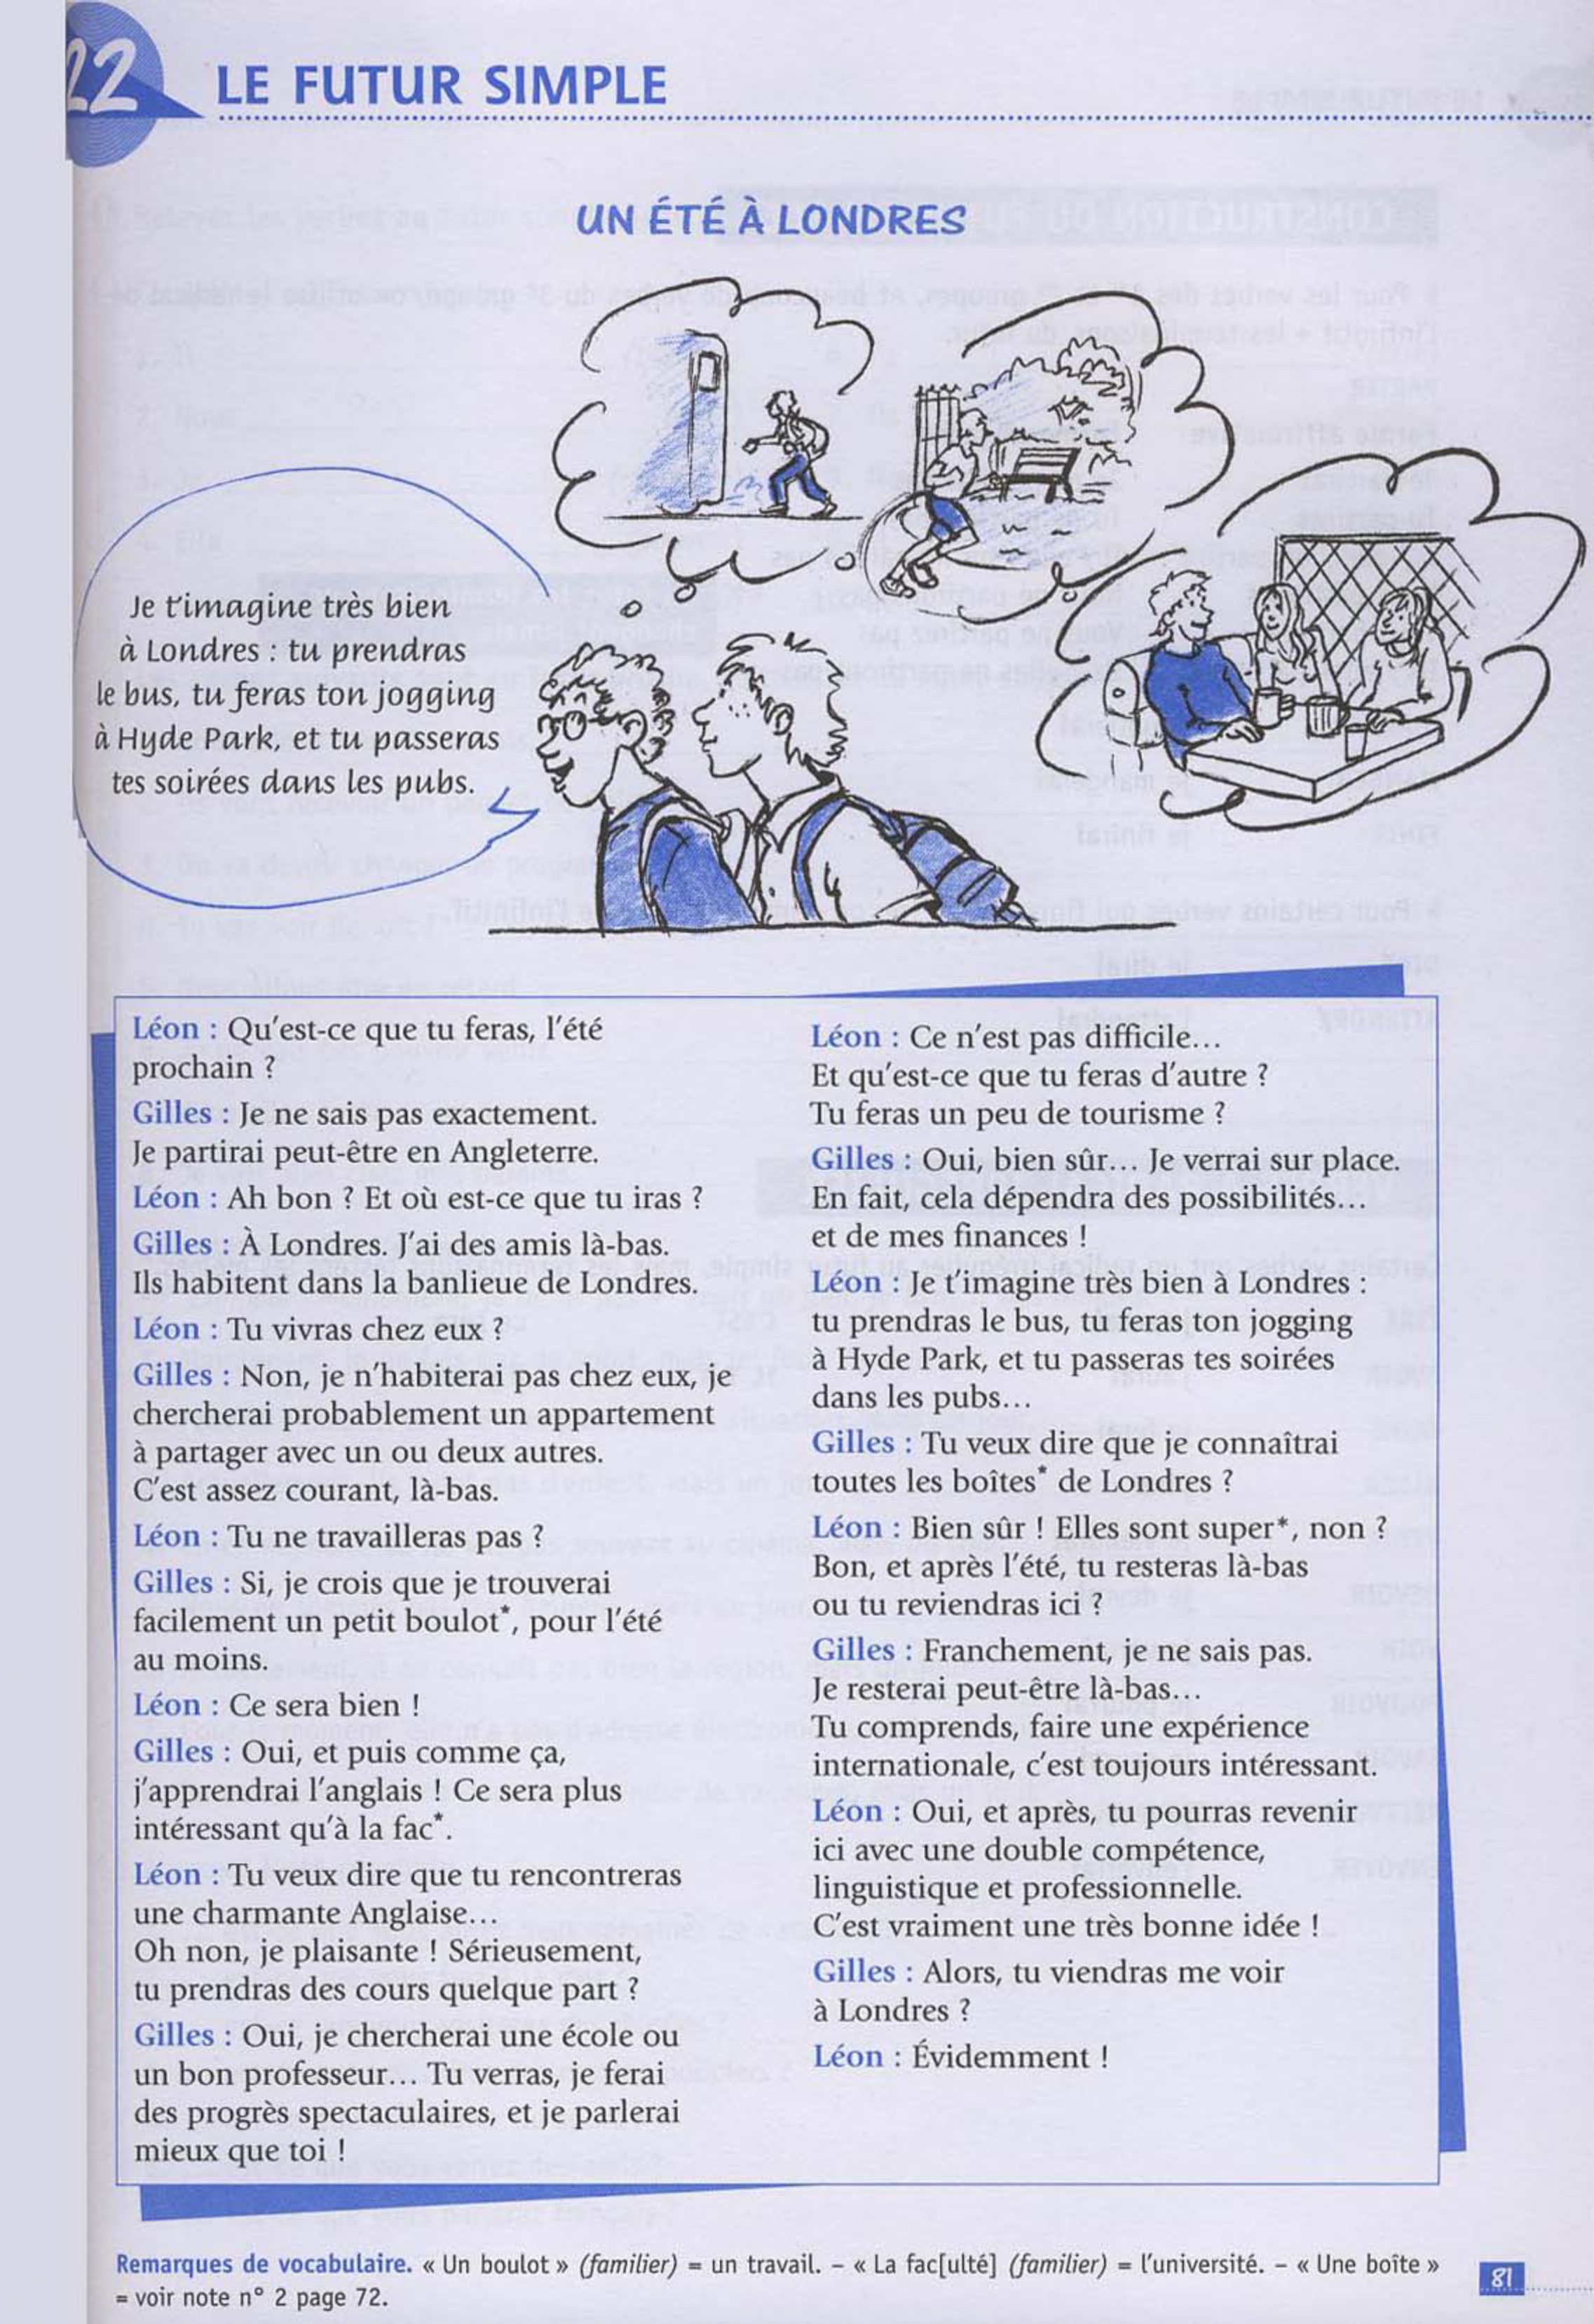 22
LE FUTUR SIMPLE
UN ÉTÉ À LONDRES
Je t'imagine très bien
à Londres : tu prendras
le bus, tu feras ton jogging
à Hyde Park, et tu passeras
tes soirées dans les pubs.
Léon : Qu'est-ce que tu feras, l'été
prochain ?
Gilles : Je ne sais pas exactement.
Je partirai peut-être en Angleterre.
Léon : Ah bon ? Et où est-ce que tu iras ?
Gilles : À Londres. J'ai des amis là-bas.
Ils habitent dans la banlieue de Londres.
Léon : Tu vivras chez eux ?
Gilles : Non, je n'habiterai pas chez eux, je
chercherai probablement un appartement
à partager avec un ou deux autres.
C'est assez courant, là-bas.
Léon : Tu ne travailleras pas ?
Gilles : Si, je crois que je trouverai
facilement un petit boulot*, pour l'été
au moins.
Léon : Ce sera bien !
Gilles : Oui, et puis comme ça,
j'apprendrai l'anglais ! Ce sera plus
intéressant qu'à la fac*.
Léon : Tu veux dire que tu rencontreras
une charmante Anglaise...
Oh non, je plaisante ! Sérieusement,
tu prendras des cours quelque part ?
Gilles : Oui, je chercherai une école ou
un bon professeur... Tu verras, je ferai
des progrès spectaculaires, et je parlerai
mieux que toi !
Léon : Ce n'est pas difficile...
Et qu'est-ce que tu feras d'autre ?
Tu feras un peu de tourisme ?
Gilles : Oui, bien sûr... Je verrai sur place.
En fait, cela dépendra des possibilités...
et de mes finances !
Léon : Je t'imagine très bien à Londres :
tu prendras le bus, tu feras ton jogging
à Hyde Park, et tu passeras tes soirées
dans les pubs...
Gilles : Tu veux dire que je connaîtrai
toutes les boîtes* de Londres ?
Léon : Bien sûr ! Elles sont super*, non ?
Bon, et après l'été, tu resteras là-bas
ou tu reviendras ici ?
Gilles : Franchement, je ne sais pas.
Je resterai peut-être là-bas...
Tu comprends, faire une expérience
internationale, c'est toujours intéressant.
Léon : Oui, et après, tu pourras revenir
ici avec une double compétence,
linguistique et professionnelle.
C'est vraiment une très bonne idée !
Gilles : Alors, tu viendras me voir
à Londres ?
Léon : Évidemment !
Remarques de vocabulaire. « Un boulot » (familier) = un travail. – « La fac[ulté] (familier) = l'université. – « Une boîte »
= voir note n° 2 page 72.
81